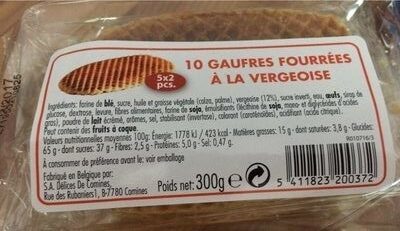 10 GAUFRES FOURRÉES
À LA VERGEOISE
5x2
pcs.
Ingrédients: farine de blé, sucre, huile et graisse végétale (colza, palme), vergeoise (12%), sucre inverti, eau, œufs, sirop de
glucose, dextrose, levure, fibres alimentaires, farine de soja, émulsifiants (lécithine de soja, mono- et diglycérides d'acides
gras), poudre de lait écrémé, arômes, sel, stabilisant (invertase), colorant (caroténoïdes), acidifiant (acide citrique).
Peut contenir des fruits à coque.
Valeurs nutritionnelles moyennes 100g: Énergie: 1778 kJ / 423 kcal - Matières grasses: 15 g - dont saturées: 3,8 g - Glucides:
65 g - dont sucres: 37 g - Fibres: 2,5 g - Protéines: 5,0 g - Sel: 0,47 g.
À consommer de préférence avant le: voir emballage
R010716/3
Fabriqué en Belgique par:
S.A. Délices De Comines,
Rue des Rubaniers1, B-7780 Comines
Poids net: 300g e
5 411823 200372